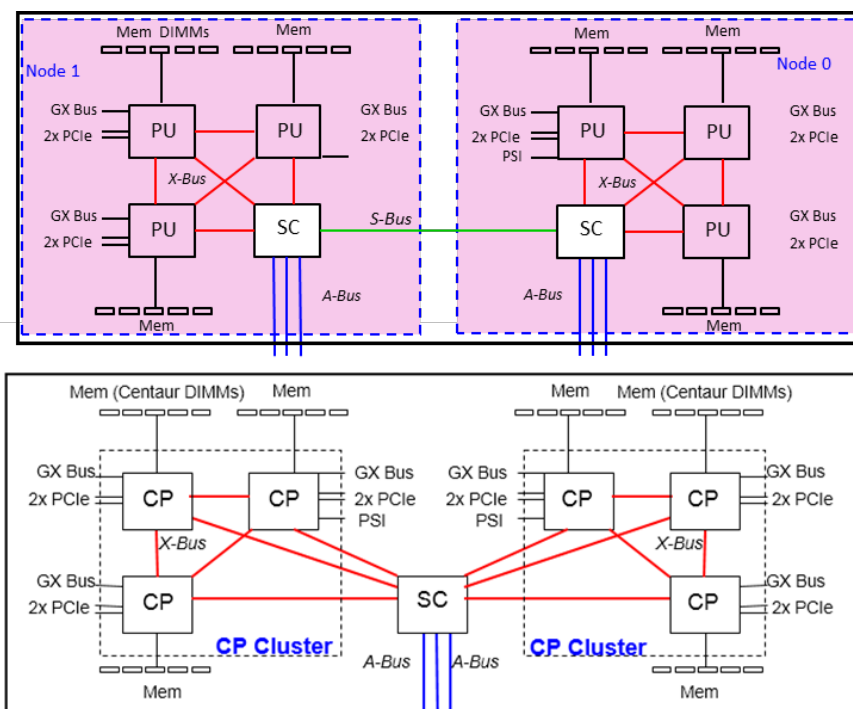 Mem DIMMs
Mem
Mem
Mem
Node 1
Node 0
GX Bus
2x PCIe
PU
PU
GX Bus
2x PCIe
GX Bus
2x PCIe
PSI
PU
PU
GX Bus
2x PCIe
X-Bus
X-Bus
GX Bus
2x PCIe
PU
SC
S-Bus
SC
PU
GX Bus
2x PCIe
A-Bus
A-Bus
Mem
Mem
Mem (Centaur DIMMs)
Mem
Mem
Mem (Centaur DIMMs)
GX Bus
2x PCIe
CP
CP
GX Bus
2x PCIe
PSI
GX Bus
2x PCIe
PSI
CP
CP
GX Bus
2x PCIe
X-Bus
X-Bus
GX Bus
2x PCIe
CP
SC
CP
GX Bus
2x PCIe
CP Cluster
CP Cluster
A-Bus
A-Bus
Mem
Mem